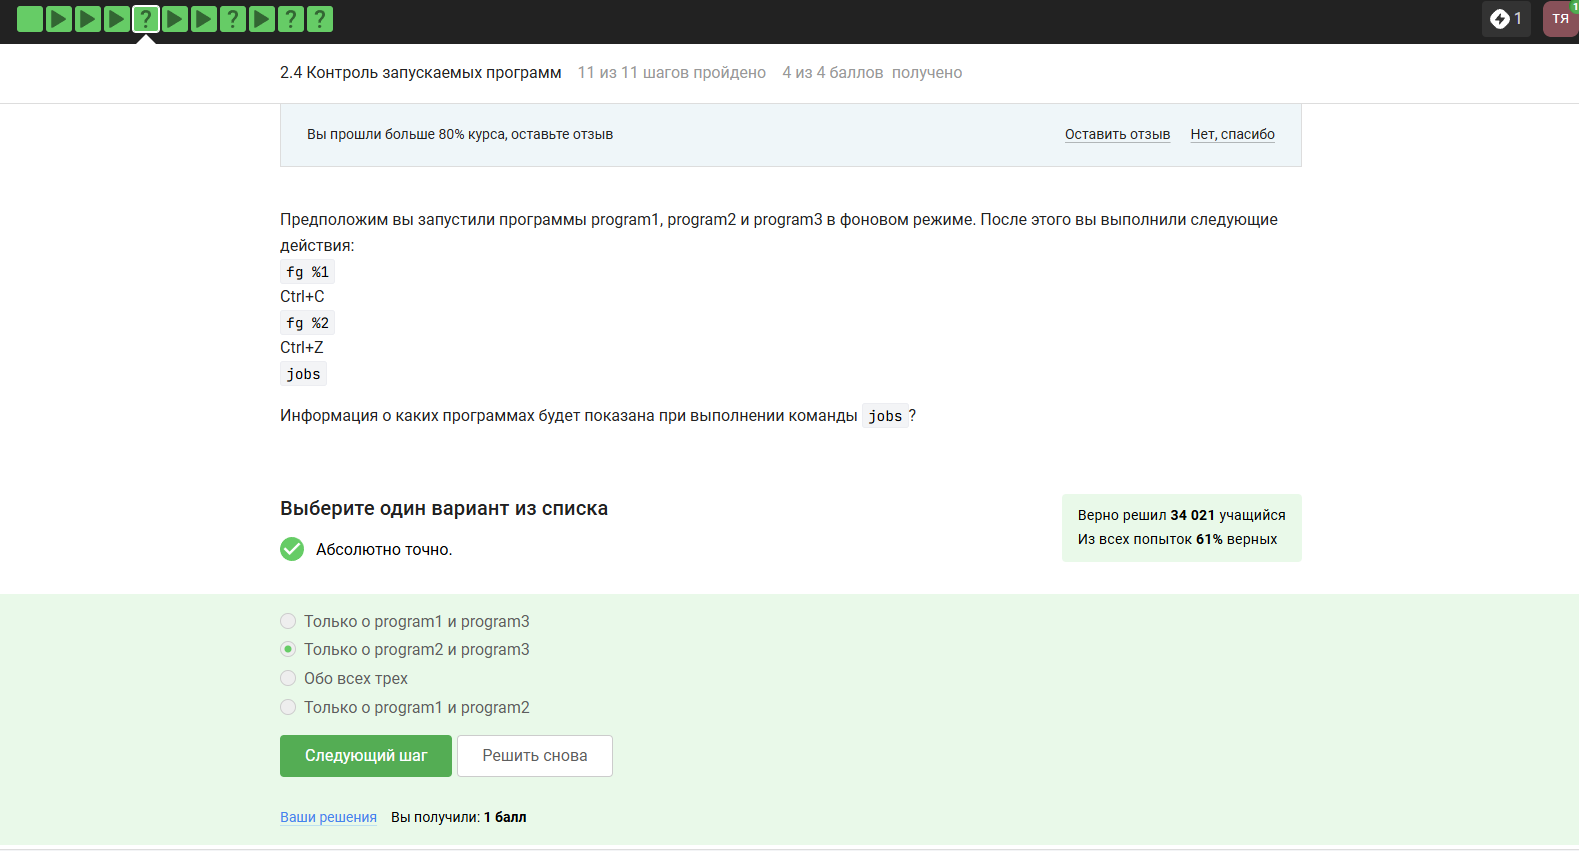 ? ? ? ?
1
ТЯ 1
2.4 Контроль запускаемых программ 11 из 11 шагов пройдено 4 из 4 баллов получено
Вы прошли больше 80% курса, оставьте отзыв Оставить отзыв Нет, спасибо
Предположим вы запустили программы program1, program2 и program3 в фоновом режиме. После этого вы выполнили следующие
действия:
fg %1
Ctrl+C
fg %2
Ctrl+Z
jobs
Информация о каких программах будет показана при выполнении команды jobs?
Выберите один вариант из списка
Верно решил 34 021 учащийся
Из всех попыток 61% верных
Абсолютно точно.
Только о program1 и program3
Только о program2 и program3
Обо всех трех
Только о program1 и program2
Следующий шаг Решить снова
Ваши решения Вы получили: 1 балл